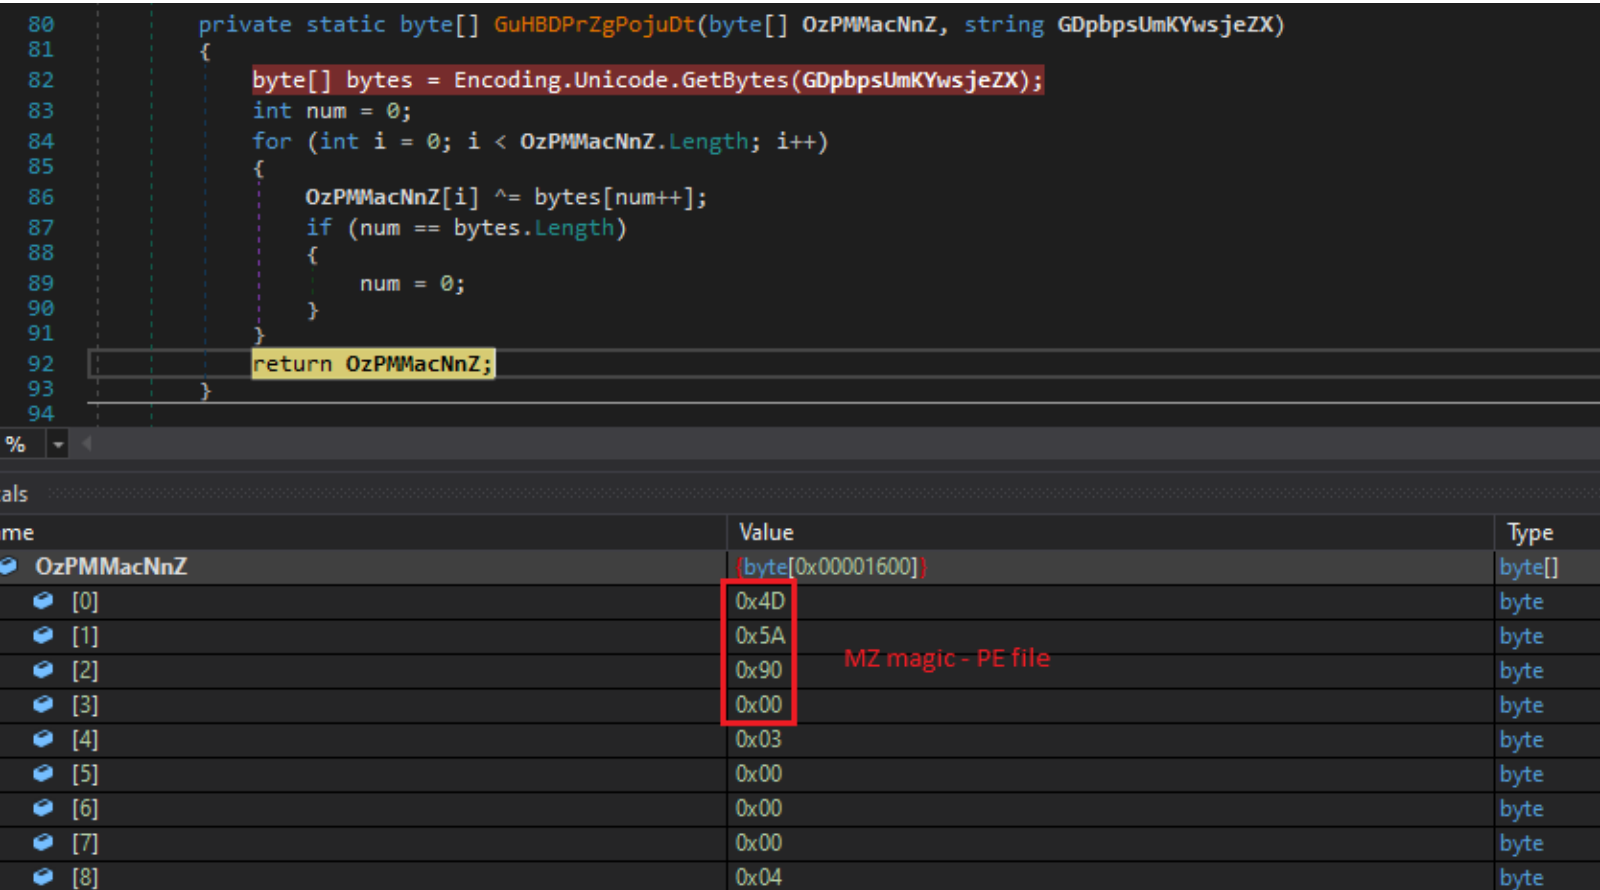 80 private static byte[] GuHBDPrZgPojuDt(byte[] OzPMMacNnZ, string GDpbpsUmKYwsjeZX)
81 {
82 byte[] bytes = Encoding.Unicode.GetBytes(GDpbpsUmKYwsjeZX);
83 int num = 0;
84 for (int i = 0; i < OzPMMacNnZ.Length; i++)
85 {
86 OzPMMacNnZ[i] ^= bytes[num++];
87 if (num == bytes.Length)
88 {
89 num = 0;
90 }
91 }
92 return OzPMMacNnZ;
93 }
94
%
als
me Value Type
OzPMMacNnZ {byte[0x00001600]} byte[]
[0] 0x4D byte
[1] 0x5A byte
MZ magic - PE file
[2] 0x90 byte
[3] 0x00 byte
[4] 0x03 byte
[5] 0x00 byte
[6] 0x00 byte
[7] 0x00 byte
[8] 0x04 byte